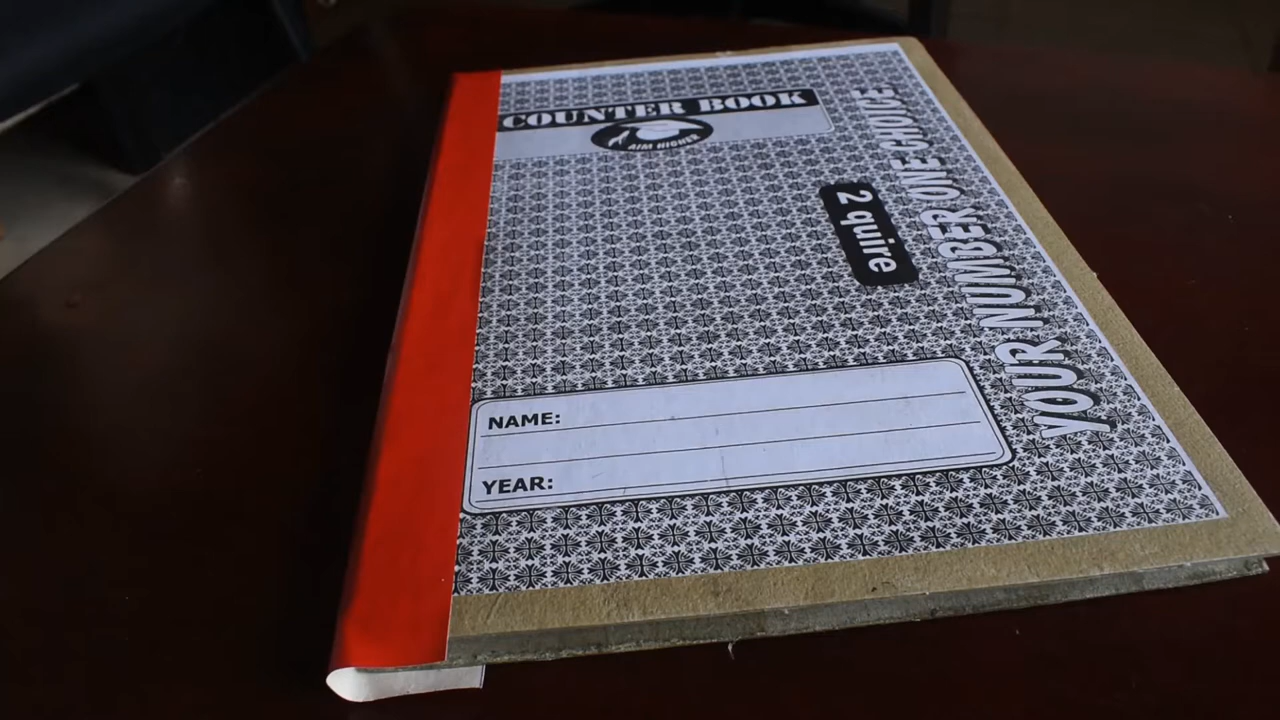 COUNTER BOOK
AIM HIGHER
2 quire
YOUR NUMBER ONE CHOICE
NAME:
YEAR: